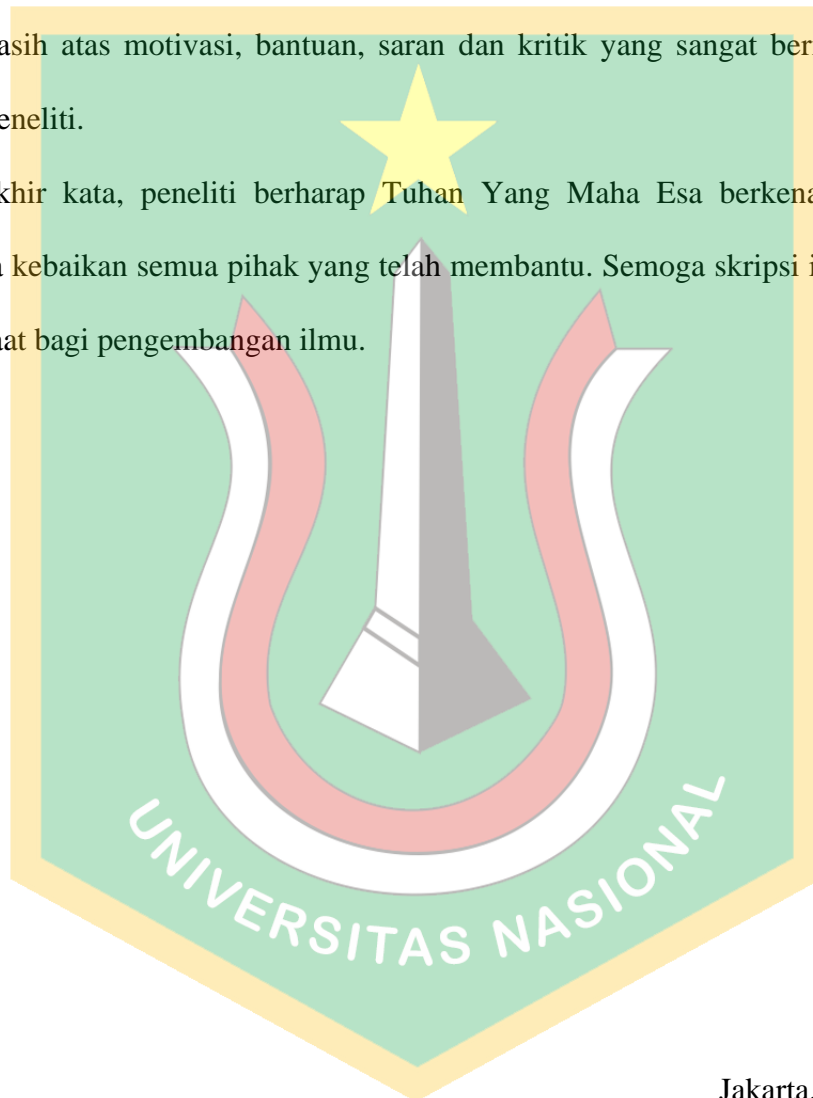 asih atas motivasi, bantuan, saran dan kritik yang sangat ber
eneliti.
khir kata, peneliti berharap Tuhan Yang Maha Esa berkena
kebaikan semua pihak yang telah membantu. Semoga skripsi i
at bagi pengembangan ilmu.
UNIVERSITAS NASIONAL
Jakarta,